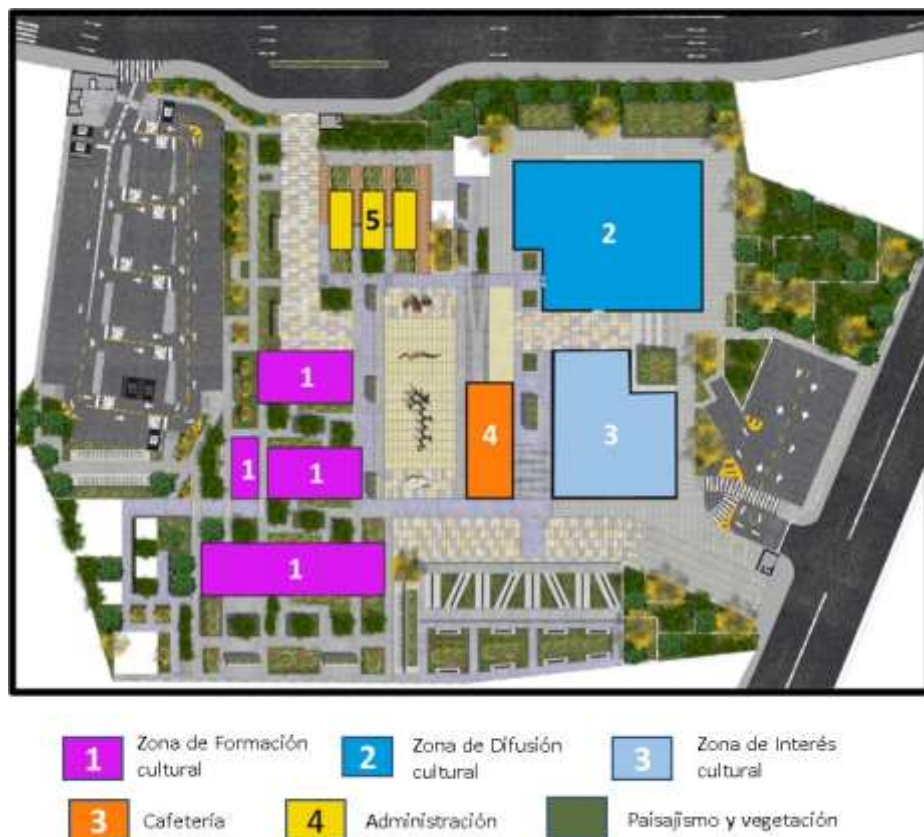 5
2
1
4
3
1
1
1
1 Zona de Formación
cultural
2 Zona de Difusión
cultural
3 Zona de Interés
cultural
3 Cafetería
4 Administración
Paisajismo y vegetación